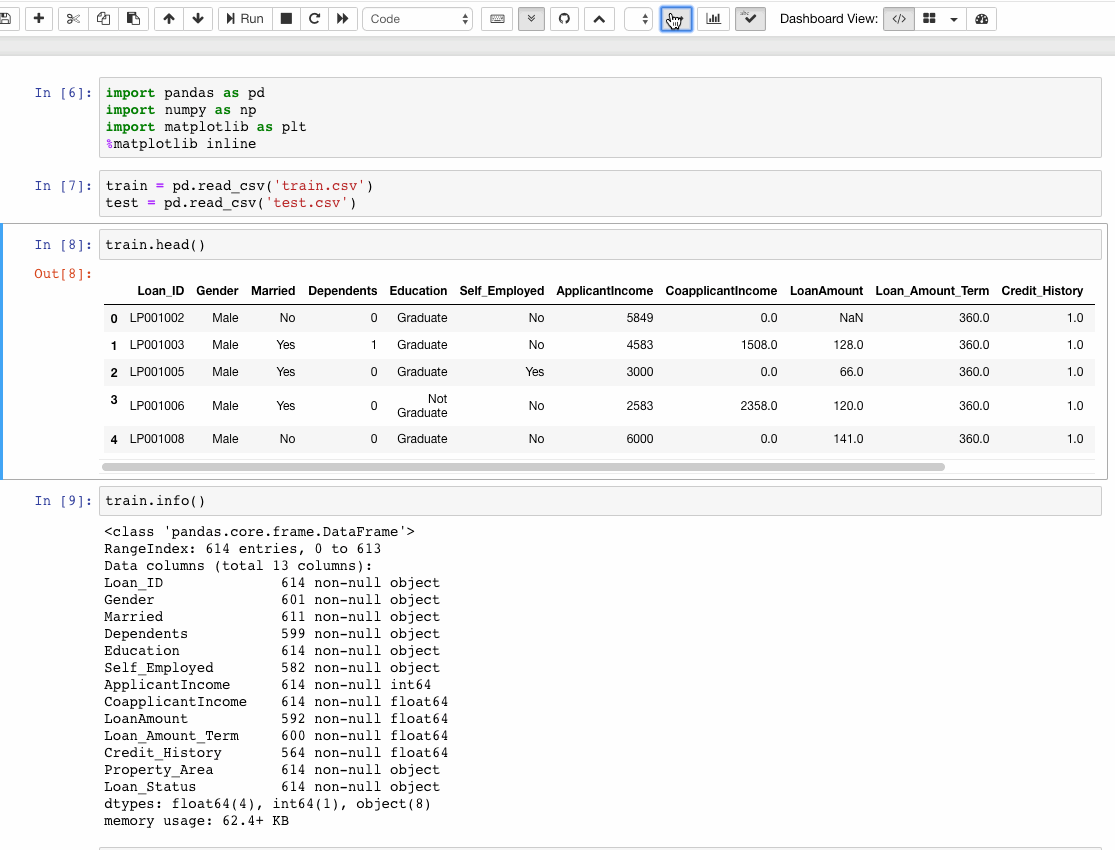 Run Code Dashboard View: </>
In [6]: import pandas as pd
import numpy as np
import matplotlib as plt
%matplotlib inline
In [7]: train = pd.read_csv('train.csv')
test = pd.read_csv('test.csv')
In [8]: train.head()
Out[8]:
Loan_ID Gender Married Dependents Education Self_Employed ApplicantIncome CoapplicantIncome LoanAmount Loan_Amount_Term Credit_History
0 LP001002 Male No 0 Graduate No 5849 0.0 NaN 360.0 1.0
1 LP001003 Male Yes 1 Graduate No 4583 1508.0 128.0 360.0 1.0
2 LP001005 Male Yes 0 Graduate Yes 3000 0.0 66.0 360.0 1.0
3 LP001006 Male Yes 0 Not Graduate No 2583 2358.0 120.0 360.0 1.0
4 LP001008 Male No 0 Graduate No 6000 0.0 141.0 360.0 1.0
In [9]: train.info()
<class 'pandas.core.frame.DataFrame'>
RangeIndex: 614 entries, 0 to 613
Data columns (total 13 columns):
Loan_ID 614 non-null object
Gender 601 non-null object
Married 611 non-null object
Dependents 599 non-null object
Education 614 non-null object
Self_Employed 582 non-null object
ApplicantIncome 614 non-null int64
CoapplicantIncome 614 non-null float64
LoanAmount 592 non-null float64
Loan_Amount_Term 600 non-null float64
Credit_History 564 non-null float64
Property_Area 614 non-null object
Loan_Status 614 non-null object
dtypes: float64(4), int64(1), object(8)
memory usage: 62.4+ KB